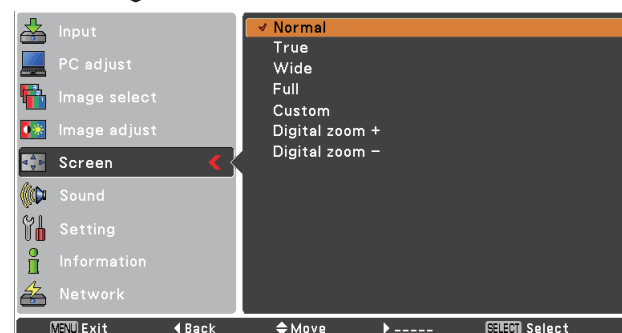 Input
PC adjust
Image select
Image adjust
Screen
Sound
Setting
Information
Network
Normal
True
Wide
Full
Custom
Digital zoom +
Digital zoom –
MENU Exit
Back
Move
-----
SELECT Select